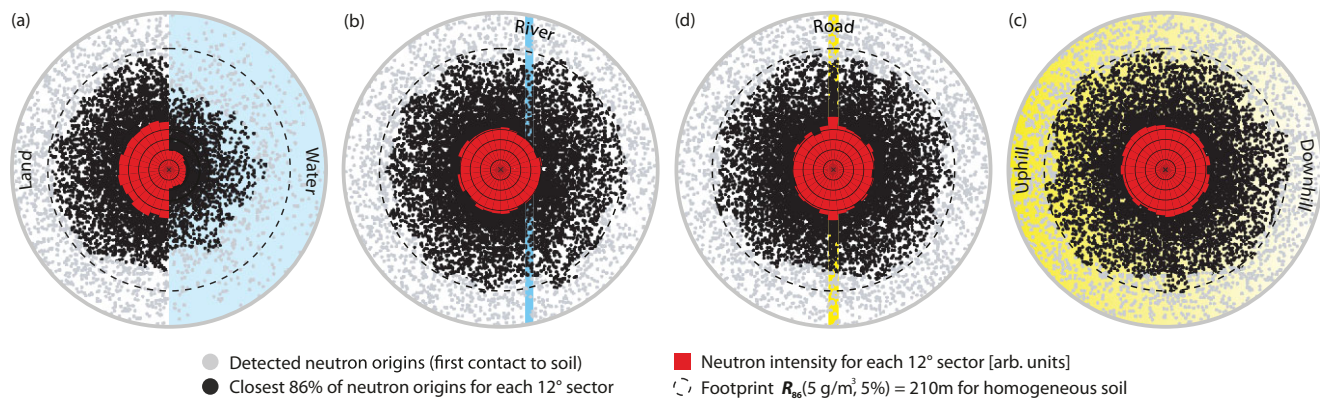 (a)
Land
Water
(b)
River
(d)
Road
(c)
Uphill
Downhill
Detected neutron origins (first contact to soil)
Closest 86% of neutron origins for each 12° sector
Neutron intensity for each 12° sector [arb. units]
Footprint R₈₆(5 g/m³, 5%) = 210m for homogeneous soil